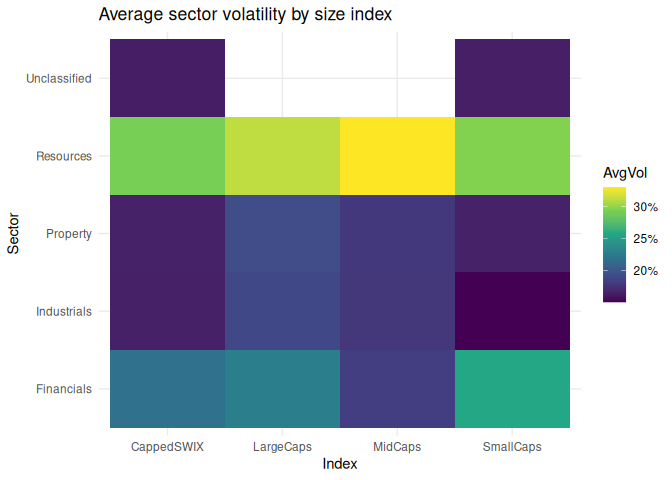 Average sector volatility by size index
Sector
Unclassified
Resources
Property
Industrials
Financials
CappedSWIX
LargeCaps
MidCaps
SmallCaps
Index
AvgVol
30%
25%
20%